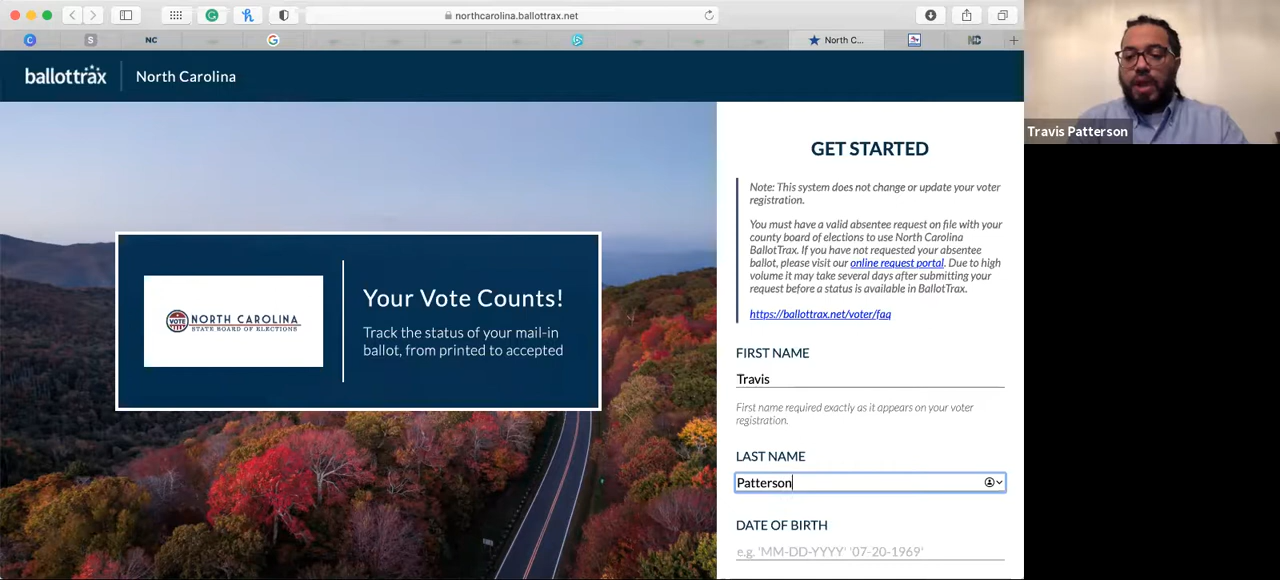 northcarolina.ballottrax.net
C
S
NC
G
North C...
NC
ballottrax
North Carolina
VOTE
NORTH CAROLINA
STATE BOARD OF ELECTIONS
Your Vote Counts!
Track the status of your mail-in
ballot, from printed to accepted
GET STARTED
Note: This system does not change or update your voter
registration.
You must have a valid absentee request on file with your
county board of elections to use North Carolina
BallotTrax. If you have not requested your absentee
ballot, please visit our online request portal. Due to high
volume it may take several days after submitting your
request before a status is available in BallotTrax.
https://ballottrax.net/voter/faq
FIRST NAME
Travis
First name required exactly as it appears on your voter
registration.
LAST NAME
Patterson
DATE OF BIRTH
e.g. 'MM-DD-YYYY' '07-20-1969'
Travis Patterson